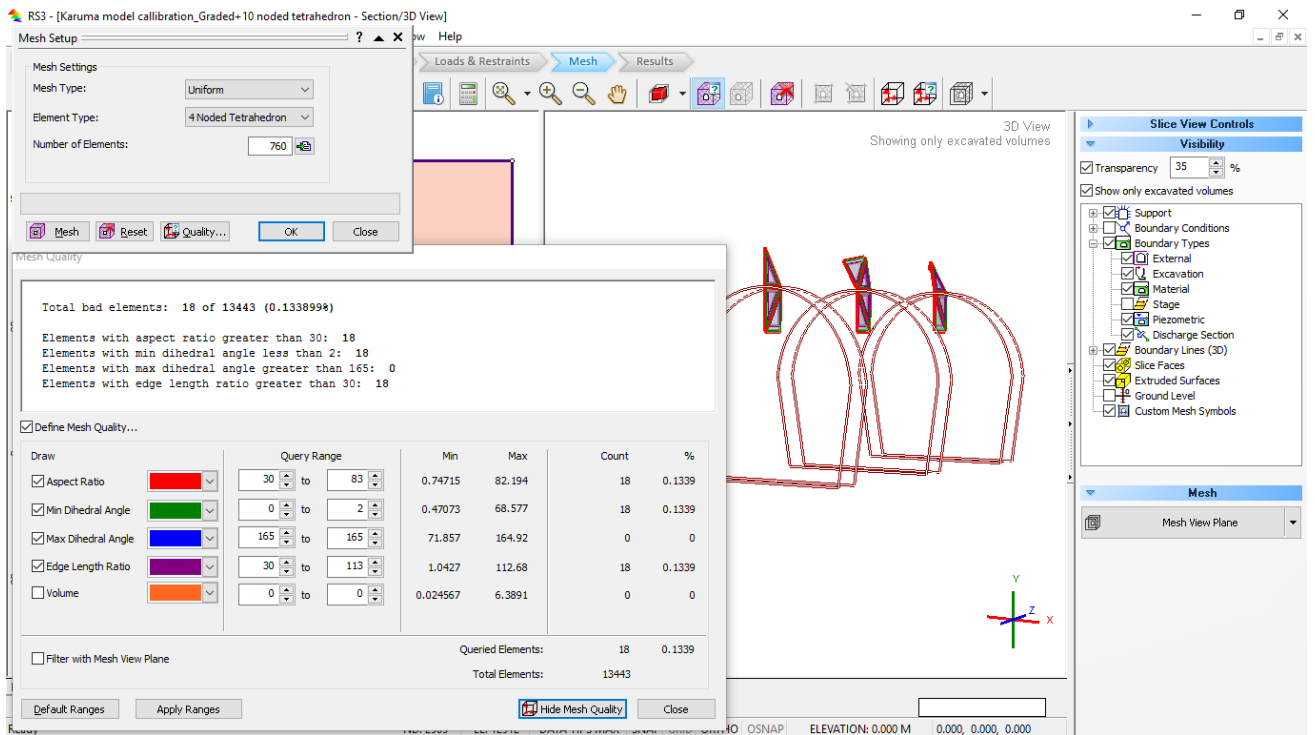 RS3 - [Karuma model callibration_Graded+10 noded tetrahedron - Section/3D View]
Mesh Setup
? 
Help
Loads & Restraints
Mesh
Results
Mesh Settings
Mesh Type:
Uniform
Element Type:
4 Noded Tetrahedron
Number of Elements:
760
Mesh
Reset
Quality...
OK
Close
3D View
Showing only excavated volumes
Slice View Controls
Visibility
Transparency 35 %
Show only excavated volumes
Support
Boundary Conditions
Boundary Types
External
Excavation
Material
Stage
Piezometric
Discharge Section
Boundary Lines (3D)
Slice Faces
Extruded Surfaces
Ground Level
Custom Mesh Symbols
Mesh
Mesh View Plane
Mesh Quality
Total bad elements: 18 of 13443 (0.133899%)
Elements with aspect ratio greater than 30: 18
Elements with min dihedral angle less than 2: 18
Elements with max dihedral angle greater than 165: 0
Elements with edge length ratio greater than 30: 18
Define Mesh Quality...
Draw Query Range Min Max Count %
Aspect Ratio 30 to 83 0.74715 82.194 18 0.1339
Min Dihedral Angle 0 to 2 0.47073 68.577 18 0.1339
Max Dihedral Angle 165 to 165 71.857 164.92 0 0
Edge Length Ratio 30 to 113 1.0427 112.68 18 0.1339
Volume 0 to 0 0.024567 6.3891 0 0
Queried Elements: 18 0.1339
Filter with Mesh View Plane
Total Elements: 13443
Default Ranges
Apply Ranges
Hide Mesh Quality
Close
Y
Z
X
Ready
OSNAP
ELEVATION: 0.000 M
0.000, 0.000, 0.000